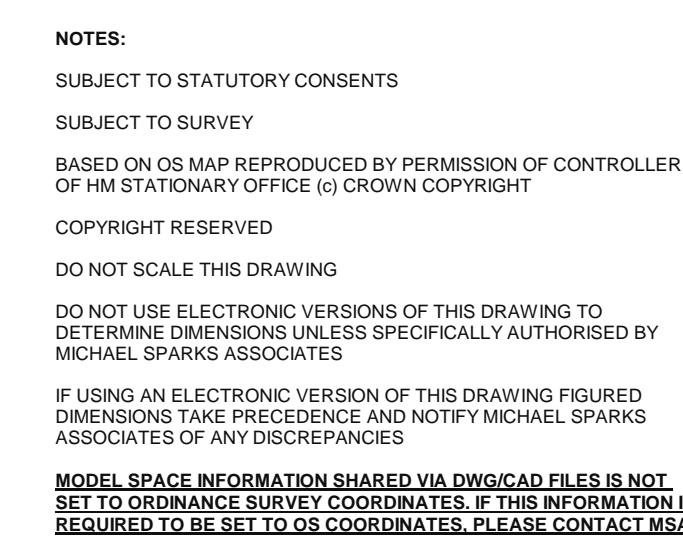 NOTES:
SUBJECT TO STATUTORY CONSENTS
SUBJECT TO SURVEY
BASED ON OS MAP REPRODUCED BY PERMISSION OF CONTROLLER
OF HM STATIONARY OFFICE (c) CROWN COPYRIGHT
COPYRIGHT RESERVED
DO NOT SCALE THIS DRAWING
DO NOT USE ELECTRONIC VERSIONS OF THIS DRAWING TO
DETERMINE DIMENSIONS UNLESS SPECIFICALLY AUTHORISED BY
MICHAEL SPARKS ASSOCIATES
IF USING AN ELECTRONIC VERSION OF THIS DRAWING FIGURED
DIMENSIONS TAKE PRECEDENCE AND NOTIFY MICHAEL SPARKS
ASSOCIATES OF ANY DISCREPANCIES
MODEL SPACE INFORMATION SHARED VIA DWG/CAD FILES IS NOT
SET TO ORDINANCE SURVEY COORDINATES. IF THIS INFORMATION
REQUIRED TO BE SET TO OS COORDINATES, PLEASE CONTACT MSA